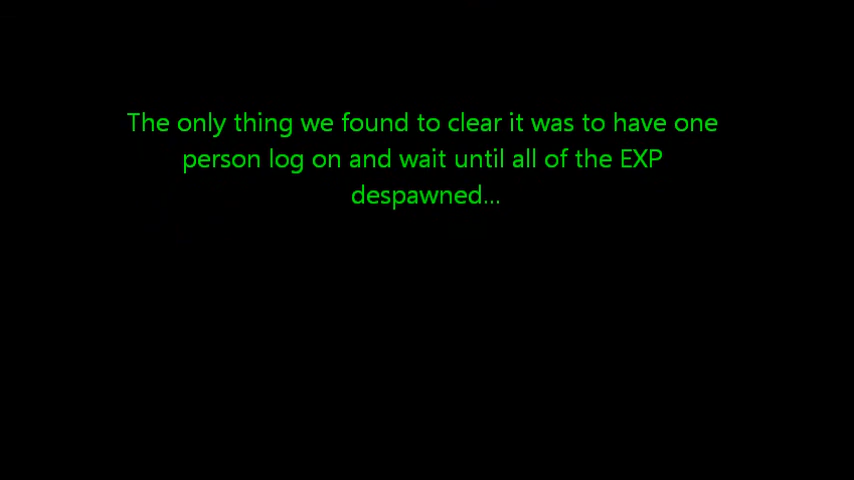 The only thing we found to clear it was to have one
person log on and wait until all of the EXP
despawned...